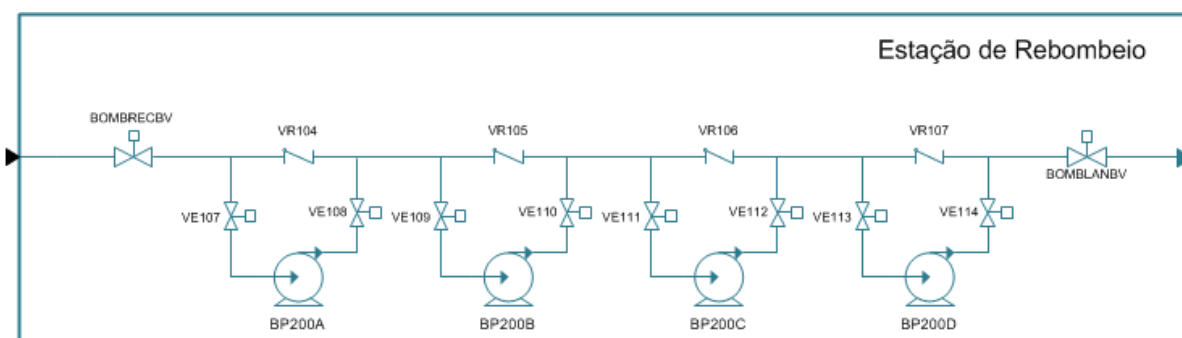 Estação de Rebombeio
BOMBRECBV
VR104
VR105
VR106
VR107
BOMBLANBV
VE107
VE108
VE109
VE110
VE111
VE112
VE113
VE114
BP200A
BP200B
BP200C
BP200D